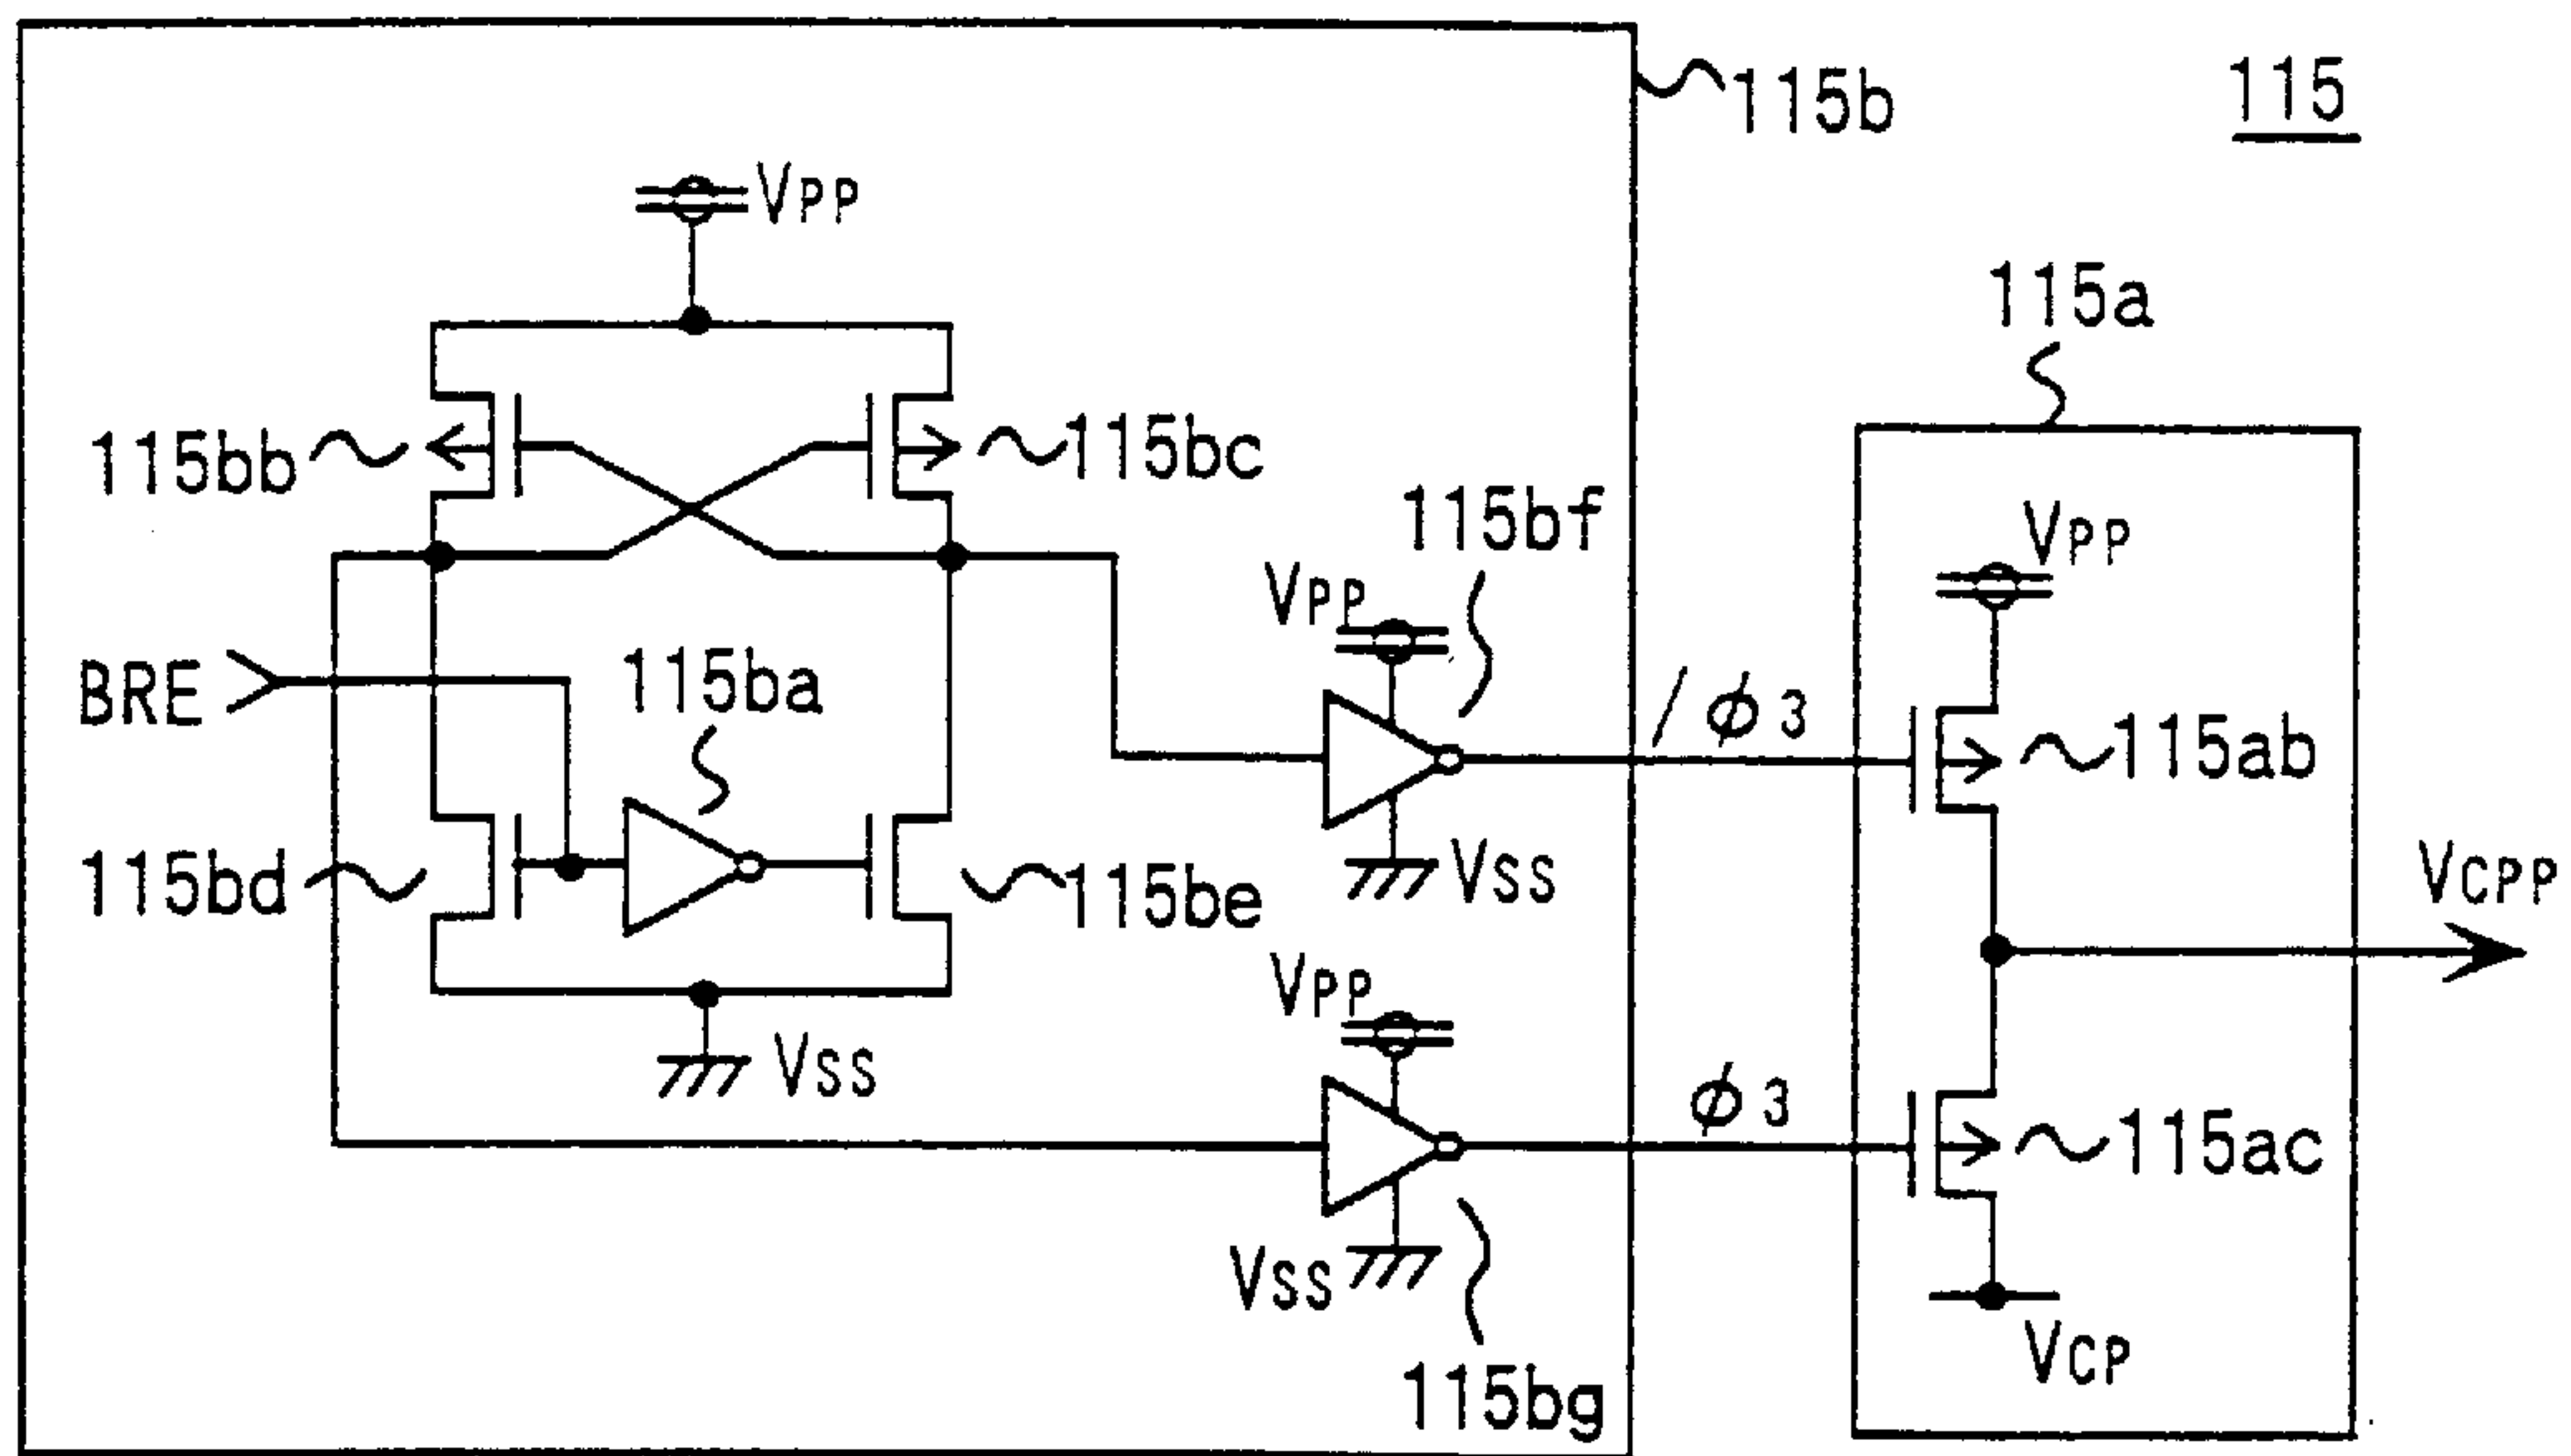 115b
115
VPP
115a
115bb
115bc
115bf
VPP
VPP
BRE
115ba
/φ3
115ab
115bd
115be
VSS
VCPP
VPP
VSS
φ3
115ac
VSS
VCP
115bg